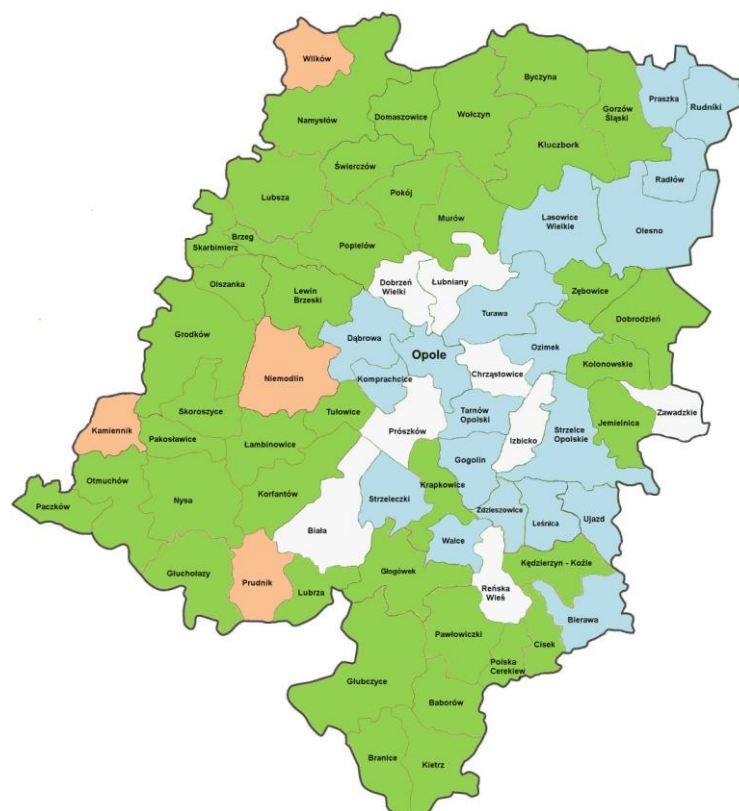 Wilków
Byczyna
Praszka
Rudniki
Namysłów
Domaszowice
Wołczyn
Gorzów
Śląski
Kluczbork
Świerczów
Radłów
Lubsza
Pokój
Murów
Lasowice
Wielkie
Olesno
Brzeg
Skarbimierz
Popielów
Dobrzeń
Wielki
Łubniany
Olszanka
Lewin
Brzeski
Zębowice
Turawa
Dobrodzień
Grodków
Dąbrowa
Opole
Ozimek
Niemodlin
Komprachcice
Chrząstowice
Kolonowskie
Skoroszyce
Tułowice
Tarnów
Opolski
Zawadzkie
Kamiennik
Pakosławice
Łambinowice
Prószków
Izbicko
Strzelce
Opolskie
Jemielnica
Gogolin
Otmuchów
Paczków
Nysa
Korfantów
Strzeleczki
Krapkowice
Zdzieszowice
Leśnica
Ujazd
Biała
Walce
Głuchołazy
Prudnik
Lubrza
Głogówek
Kędzierzyn - Koźle
Reńska
Wieś
Bierawa
Pawłowiczki
Cisek
Polska
Cerekiew
Głubczyce
Baborów
Branice
Kietrz